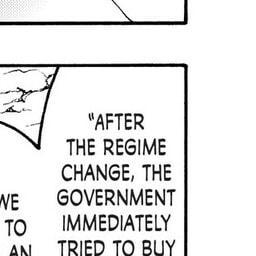 "AFTER
THE REGIME
CHANGE, THE
GOVERNMENT
IMMEDIATELY
TRIED TO BUY
WE
TO
AN